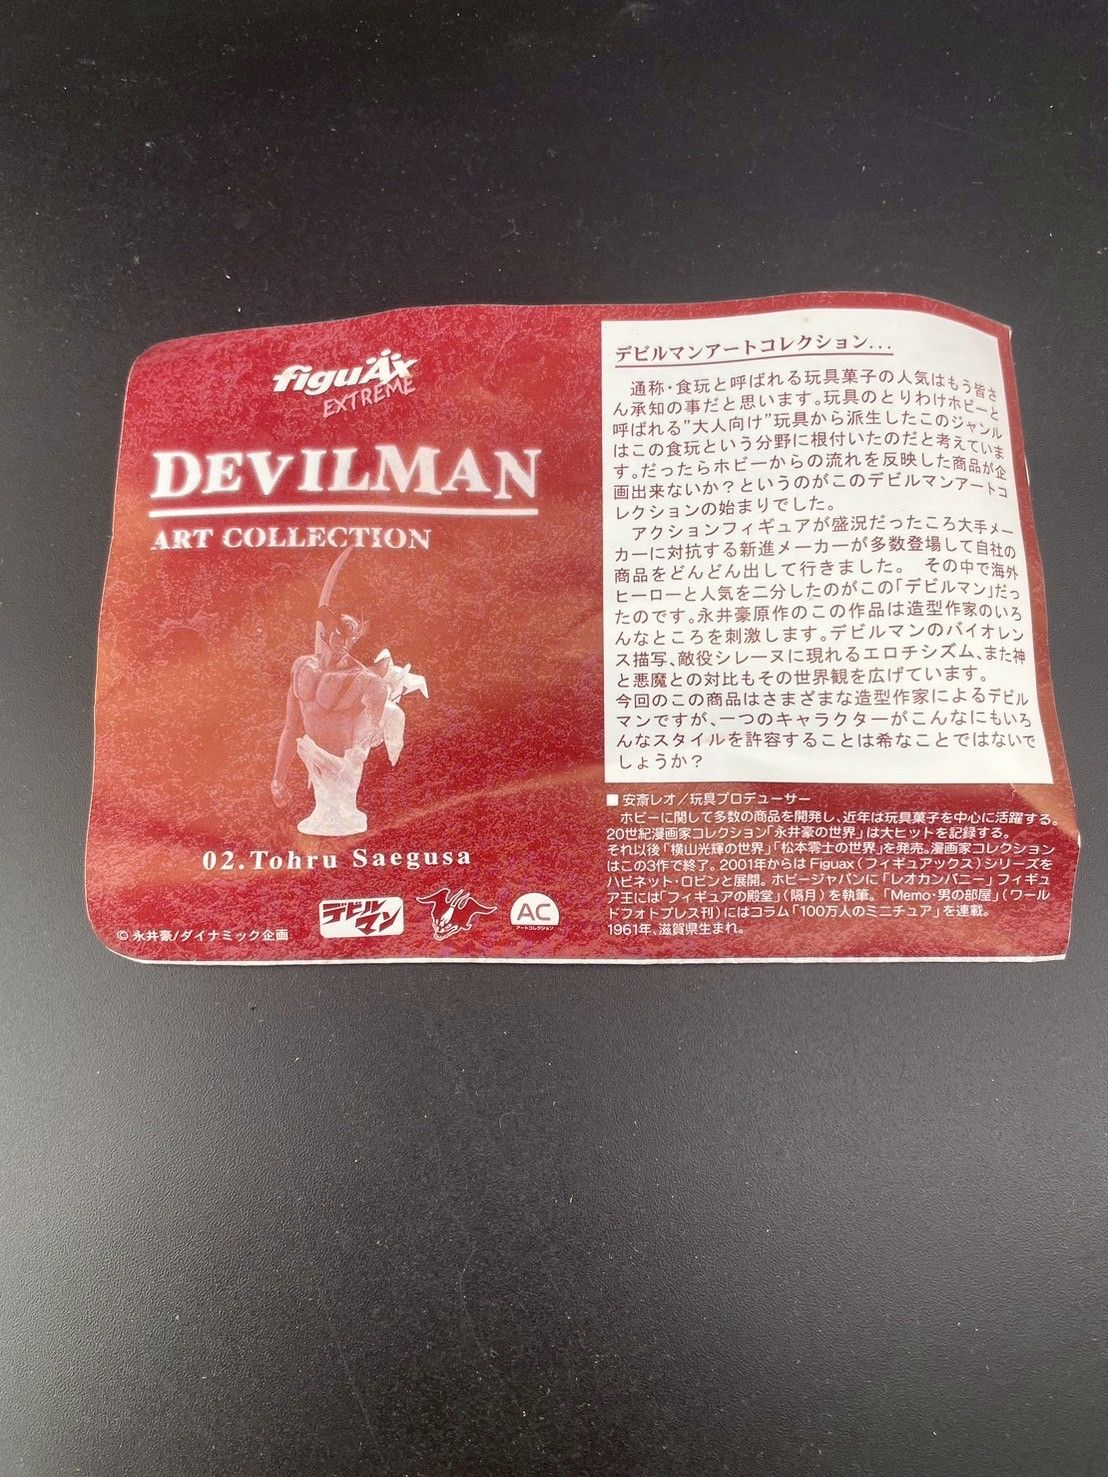 figuAx
EXTREME
DEVILMAN
ART COLLECTION
02.Tohru Saegusa
© 永井豪/ダイナミック企画
デビルマン
AC
アートコレクション
デビルマンアートコレクション...
通称・食玩と呼ばれる玩具菓子の人気はもう皆さ
ん承知の事だと思います。玩具のとりわけホビーと
呼ばれる"大人向け"玩具から派生したこのジャンル
はこの食玩という分野に根付いたのだと考えていま
す。だったらホビーからの流れを反映した商品が企
画出来ないか？というのがこのデビルマンアートコ
レクションの始まりでした。
アクションフィギュアが盛況だったころ大手メー
カーに対抗する新進メーカーが多数登場して自社の
商品をどんどん出して行きました。 その中で海外
ヒーローと人気を二分したのがこの「デビルマン」だっ
たのです。永井豪原作のこの作品は造型作家のいろ
んなところを刺激します。デビルマンのバイオレン
ス描写、敵役シレーヌに現れるエロチシズム、また神
と悪魔との対比もその世界観を広げています。
今回のこの商品はさまざまな造型作家によるデビル
マンですが、一つのキャラクターがこんなにもいろ
んなスタイルを許容することは希なことではないで
しょうか？
■ 安斎レオ／玩具プロデューサー
ホビーに関して多数の商品を開発し、近年は玩具菓子を中心に活躍する。
20世紀漫画家コレクション「永井豪の世界」は大ヒットを記録する。
それ以後「横山光輝の世界」「松本零士の世界」を発売。漫画家コレクション
はこの3作で終了。2001年からは Figuax（フィギュアックス）シリーズを
ハピネット・ロビンと展開。ホビージャパンに「レオカンパニー」フィギュ
ア王には「フィギュアの殿堂」（隔月）を執筆。「Memo・男の部屋」（ワール
ドフォトプレス刊）にはコラム「100万人のミニチュア」を連載。
1961年、滋賀県生まれ。